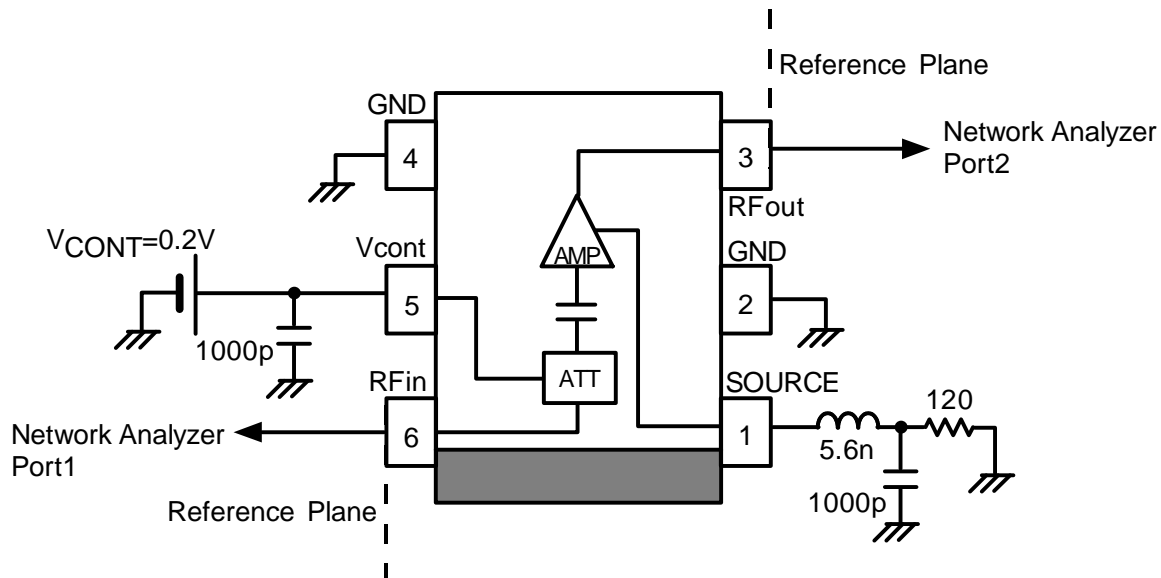 Reference Plane
GND
4
3
Network Analyzer
Port2
RFout
VCONT=0.2V
Vcont
AMP
GND
5
2
1000p
RFin
ATT
SOURCE
120
Network Analyzer
Port1
6
1
5.6n
1000p
Reference Plane